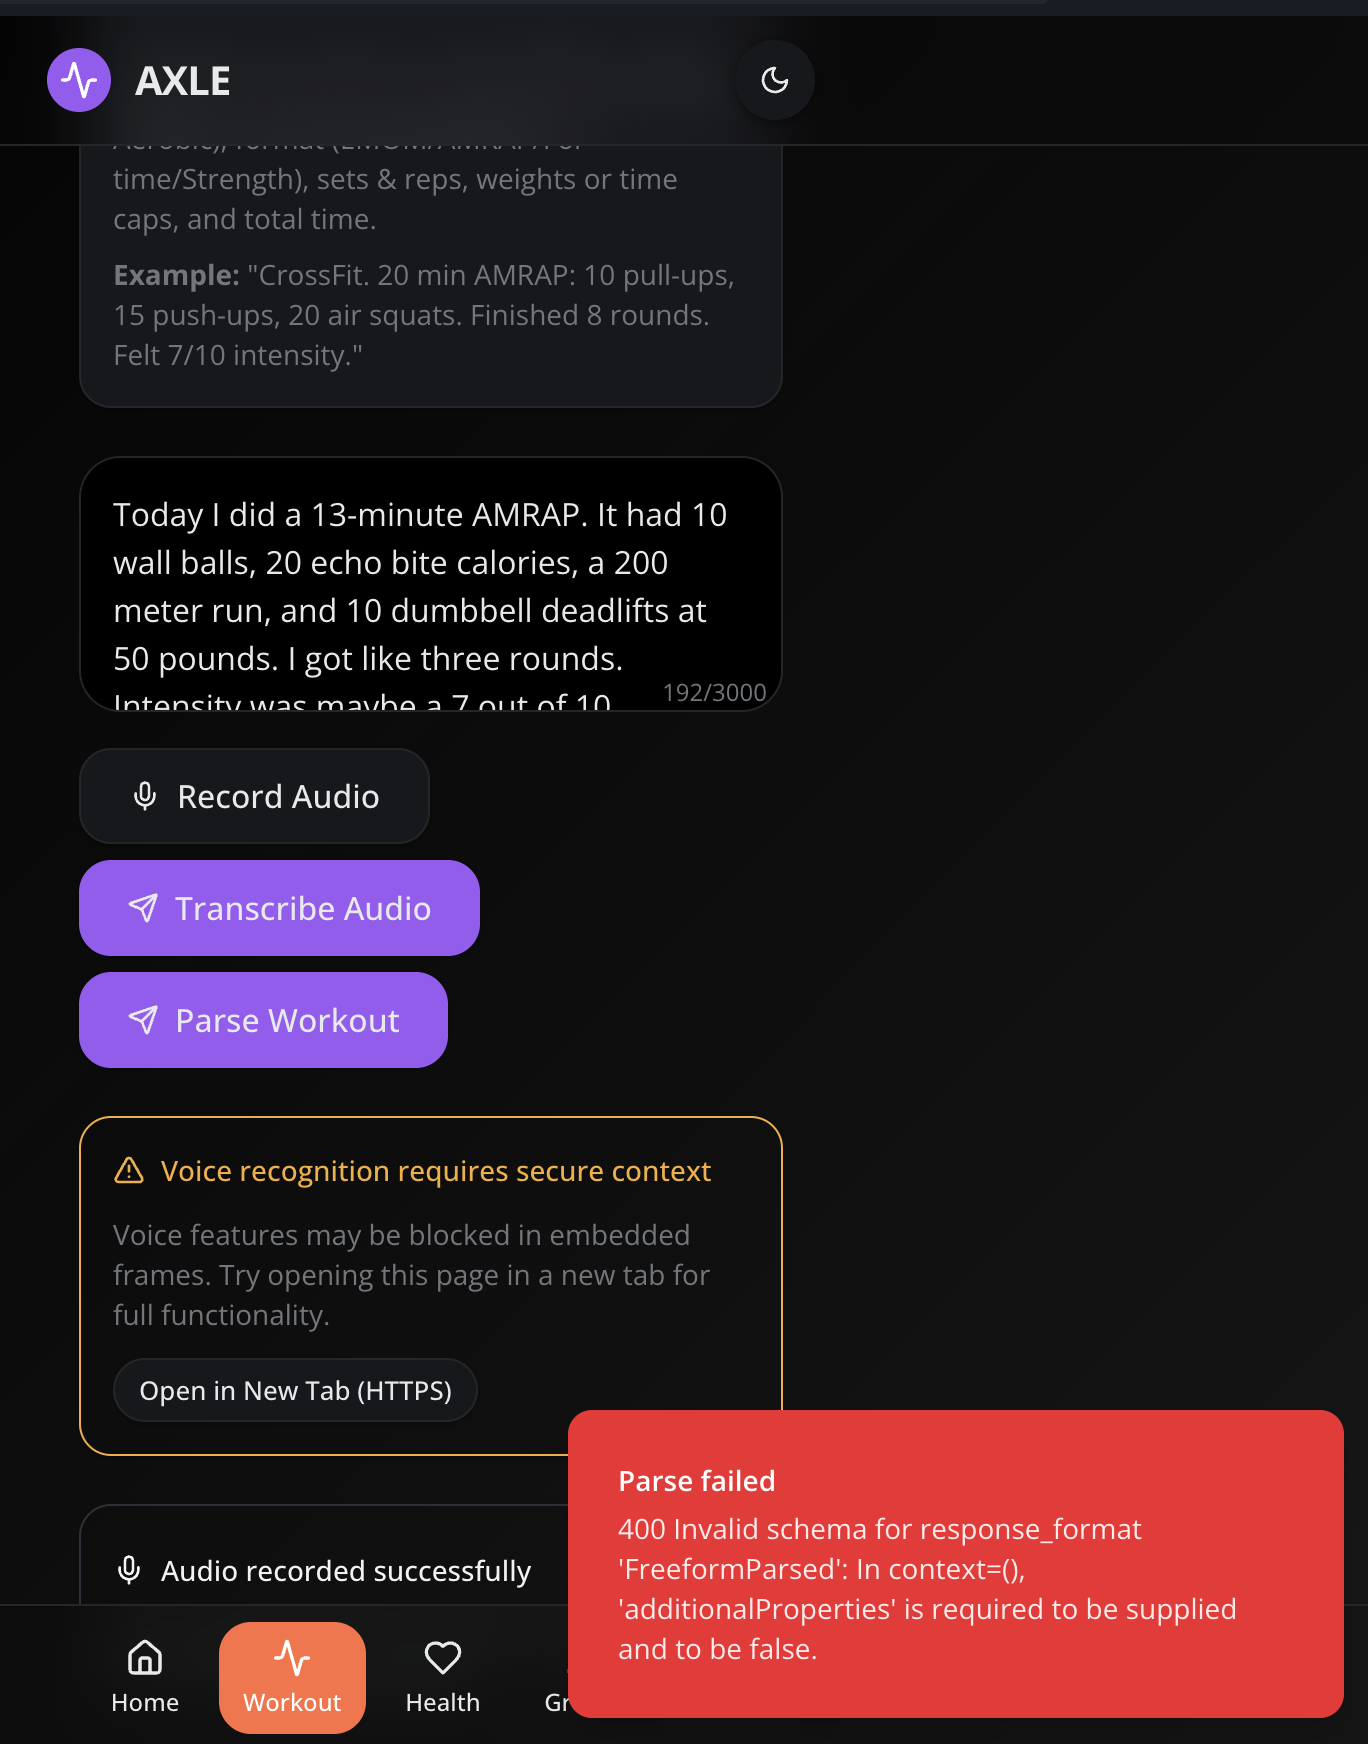 AXLE
time/Strength), sets & reps, weights or time
caps, and total time.
Example: "CrossFit. 20 min AMRAP: 10 pull-ups,
15 push-ups, 20 air squats. Finished 8 rounds.
Felt 7/10 intensity."
Today I did a 13-minute AMRAP. It had 10
wall balls, 20 echo bite calories, a 200
meter run, and 10 dumbbell deadlifts at
50 pounds. I got like three rounds.
Intensity was maybe a 7 out of 10
192/3000
Record Audio
Transcribe Audio
Parse Workout
Voice recognition requires secure context
Voice features may be blocked in embedded
frames. Try opening this page in a new tab for
full functionality.
Open in New Tab (HTTPS)
Parse failed
400 Invalid schema for response_format
'FreeformParsed': In context=(),
'additionalProperties' is required to be supplied
and to be false.
Audio recorded successfully
Home
Workout
Health
Gr